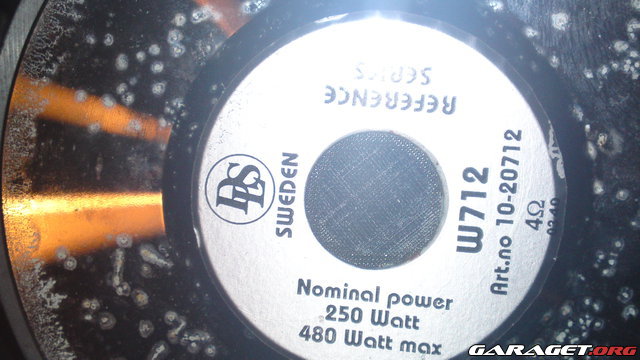 REFERENCE
SERIES
DLS
SWEDEN
W712
Art.no 10-20712
4Ω
Nominal power
250 Watt
480 Watt max
GARAGET.ORG